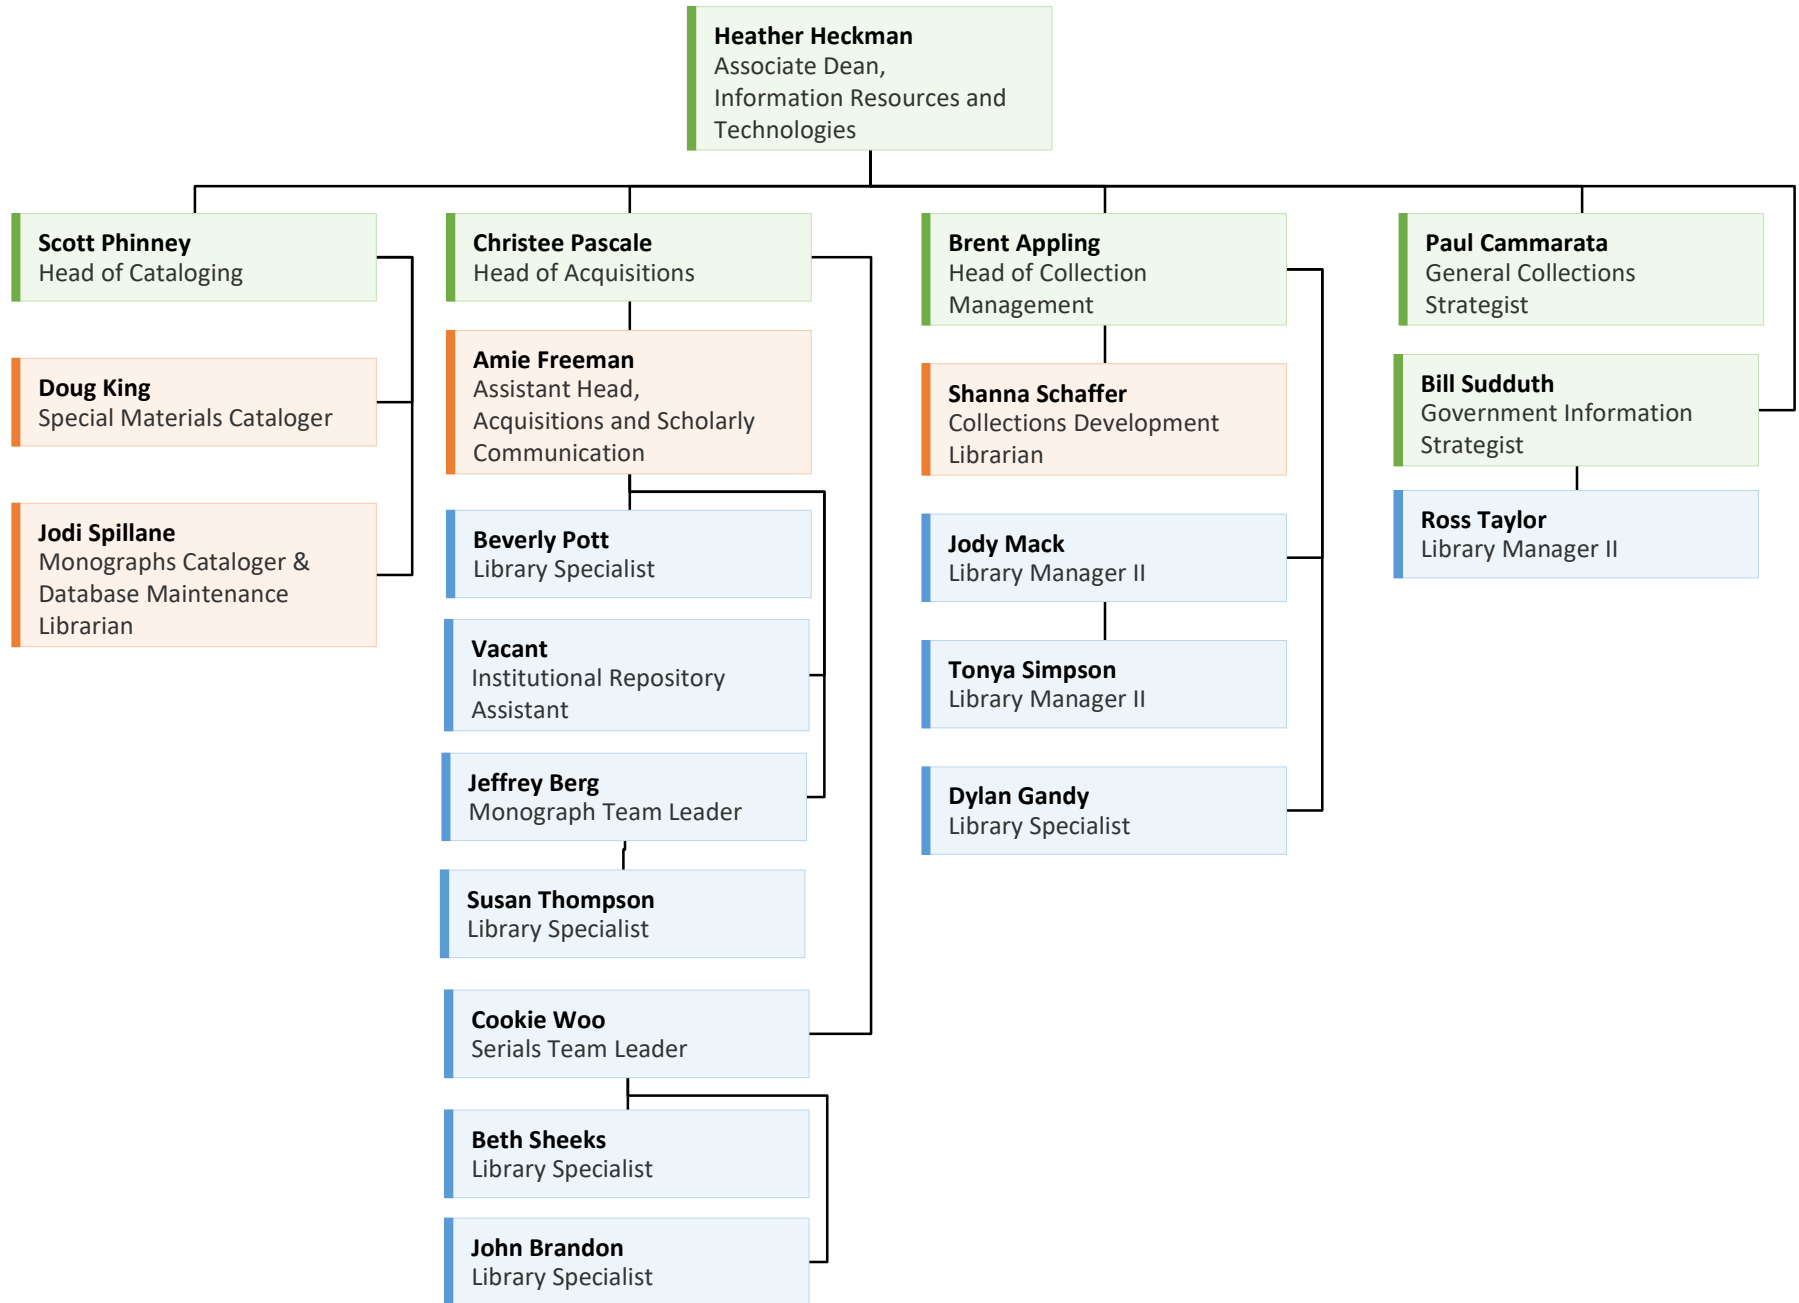 Heather Heckman
Associate Dean,
Information Resources and
Technologies
Scott Phinney
Head of Cataloging
Doug King
Special Materials Cataloger
Jodi Spillane
Monographs Cataloger &
Database Maintenance
Librarian
Christee Pascale
Head of Acquisitions
Amie Freeman
Assistant Head,
Acquisitions and Scholarly
Communication
Beverly Pott
Library Specialist
Vacant
Institutional Repository
Assistant
Jeffrey Berg
Monograph Team Leader
Susan Thompson
Library Specialist
Cookie Woo
Serials Team Leader
Beth Sheeks
Library Specialist
John Brandon
Library Specialist
Brent Appling
Head of Collection
Management
Shanna Schaffer
Collections Development
Librarian
Jody Mack
Library Manager II
Tonya Simpson
Library Manager II
Dylan Gandy
Library Specialist
Paul Cammarata
General Collections
Strategist
Bill Sudduth
Government Information
Strategist
Ross Taylor
Library Manager II